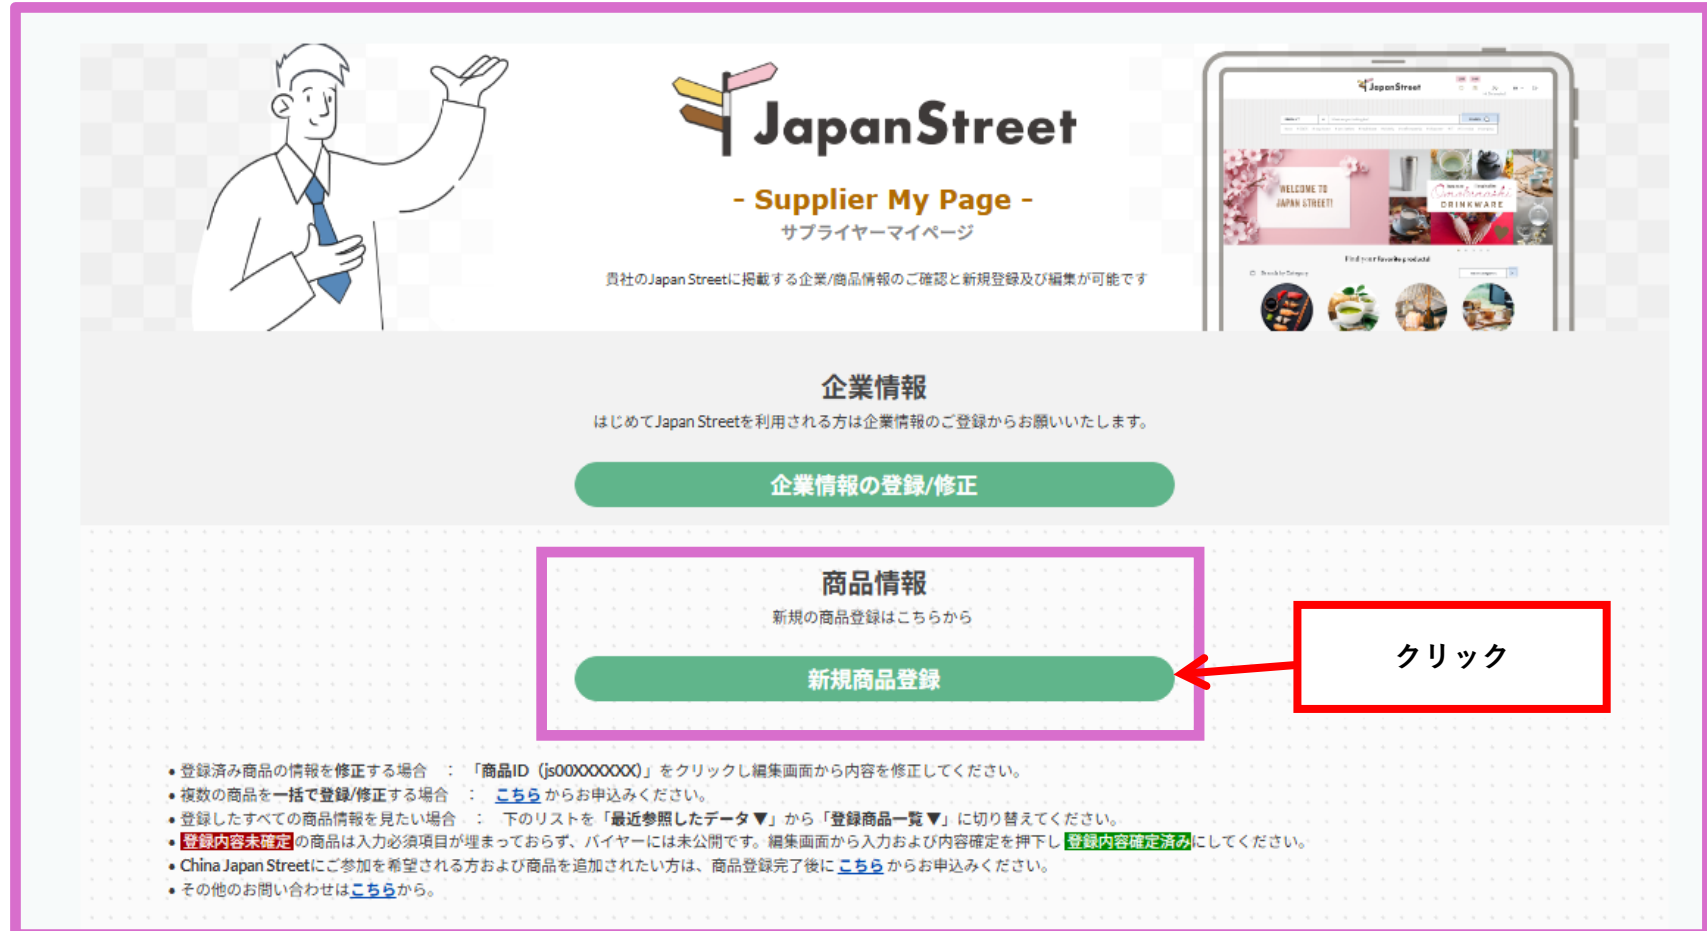 JapanStreet
- Supplier My Page -
サプライヤーマイページ
貴社のJapan Streetに掲載する企業/商品情報のご確認と新規登録及び編集が可能です
JapanStreet
WELCOME TO
JAPAN STREET!
DRINKWARE
Find your favorite products!
Search by Category
企業情報
はじめてJapan Streetを利用される方は企業情報のご登録からお願いいたします。
企業情報の登録/修正
商品情報
新規の商品登録はこちらから
新規商品登録
クリック
• 登録済み商品の情報を修正する場合　：　「商品ID（js00XXXXXX）」をクリックし編集画面から内容を修正してください。
• 複数の商品を一括で登録/修正する場合　：　こちら からお申込みください。
• 登録したすべての商品情報を見たい場合　：　下のリストを「最近参照したデータ ▼」から「登録商品一覧 ▼」に切り替えてください。
• 登録内容未確定の商品は入力必須項目が埋まっておらず、バイヤーには未公開です。編集画面から入力および内容確定を押下し 登録内容確定済みにしてください。
• China Japan Streetにご参加を希望される方および商品を追加されたい方は、商品登録完了後に こちら からお申込みください。
• その他のお問い合わせはこちらから。